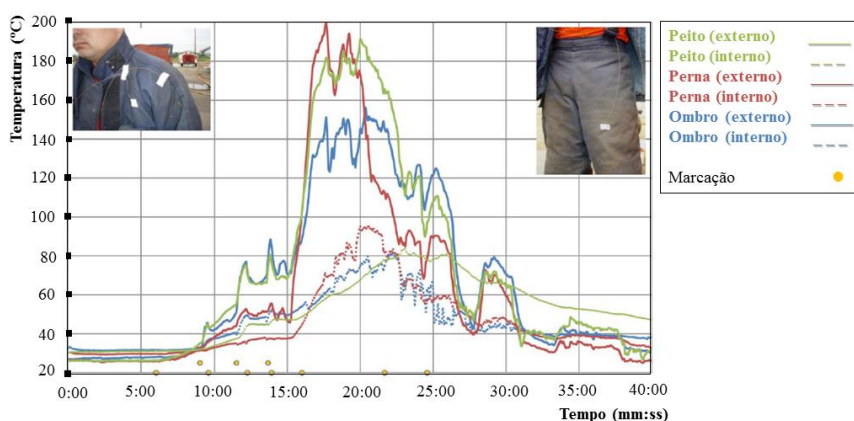 Temperatura (ºC)
200
180
160
140
120
100
80
60
40
20
0:00
5:00
10:00
15:00
20:00
25:00
30:00
35:00
40:00
Tempo (mm:ss)
Peito (externo)
Peito (interno)
Perna (externo)
Perna (interno)
Ombro (externo)
Ombro (interno)
Marcação